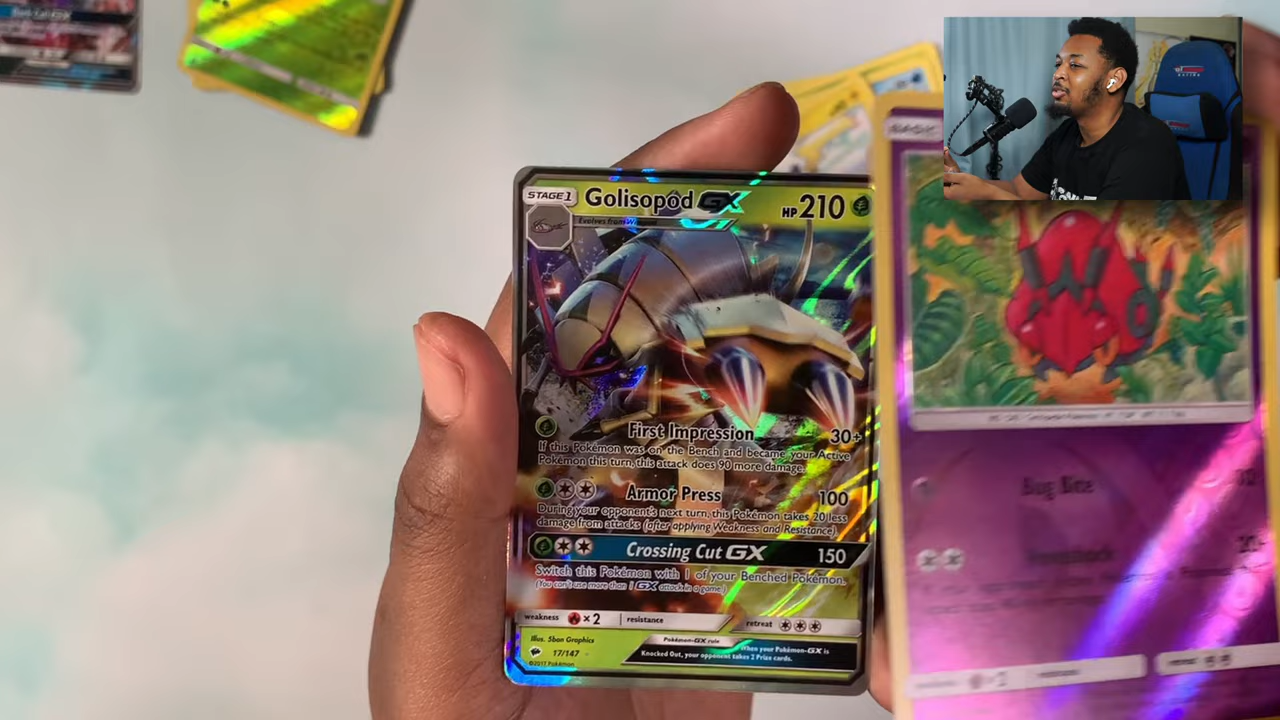 STAGE 1 Golisopod GX HP 210
Evolves from Wimpod
First Impression 30+
If this Pokémon was on the Bench and became your Active
Pokémon this turn, this attack does 90 more damage.
Armor Press 100
During your opponent's next turn, this Pokémon takes 20 less
damage from attacks (after applying Weakness and Resistance).
Crossing Cut GX 150
Switch this Pokémon with 1 of your Benched Pokémon.
(You can't use more than 1 GX attack in a game.)
weakness ×2 resistance retreat
Illus. 5ban Graphics
17/147
©2017 Pokémon
Pokémon-GX rule
When your Pokémon-GX is
Knocked Out, your opponent takes 2 Prize cards.
BASIC
Bug Bite
20+